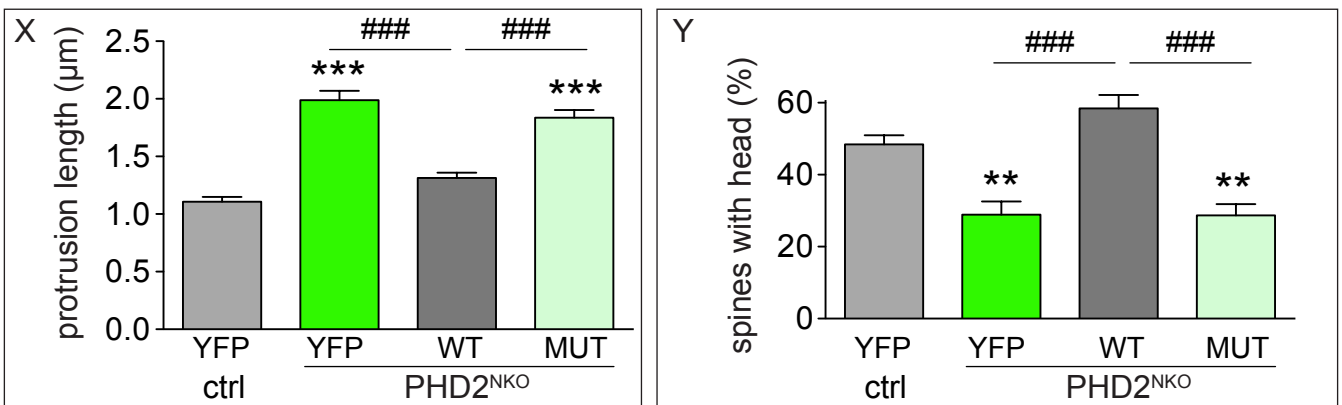 X
protrusion length (µm)
### ###
2.5
2.0
1.5
1.0
0.5
0.0
*** ***
YFP YFP WT MUT
ctrl PHD2ᴺᴷᴼ
Y
spines with head (%)
### ###
60
40
20
0
** **
YFP YFP WT MUT
ctrl PHD2ᴺᴷᴼ